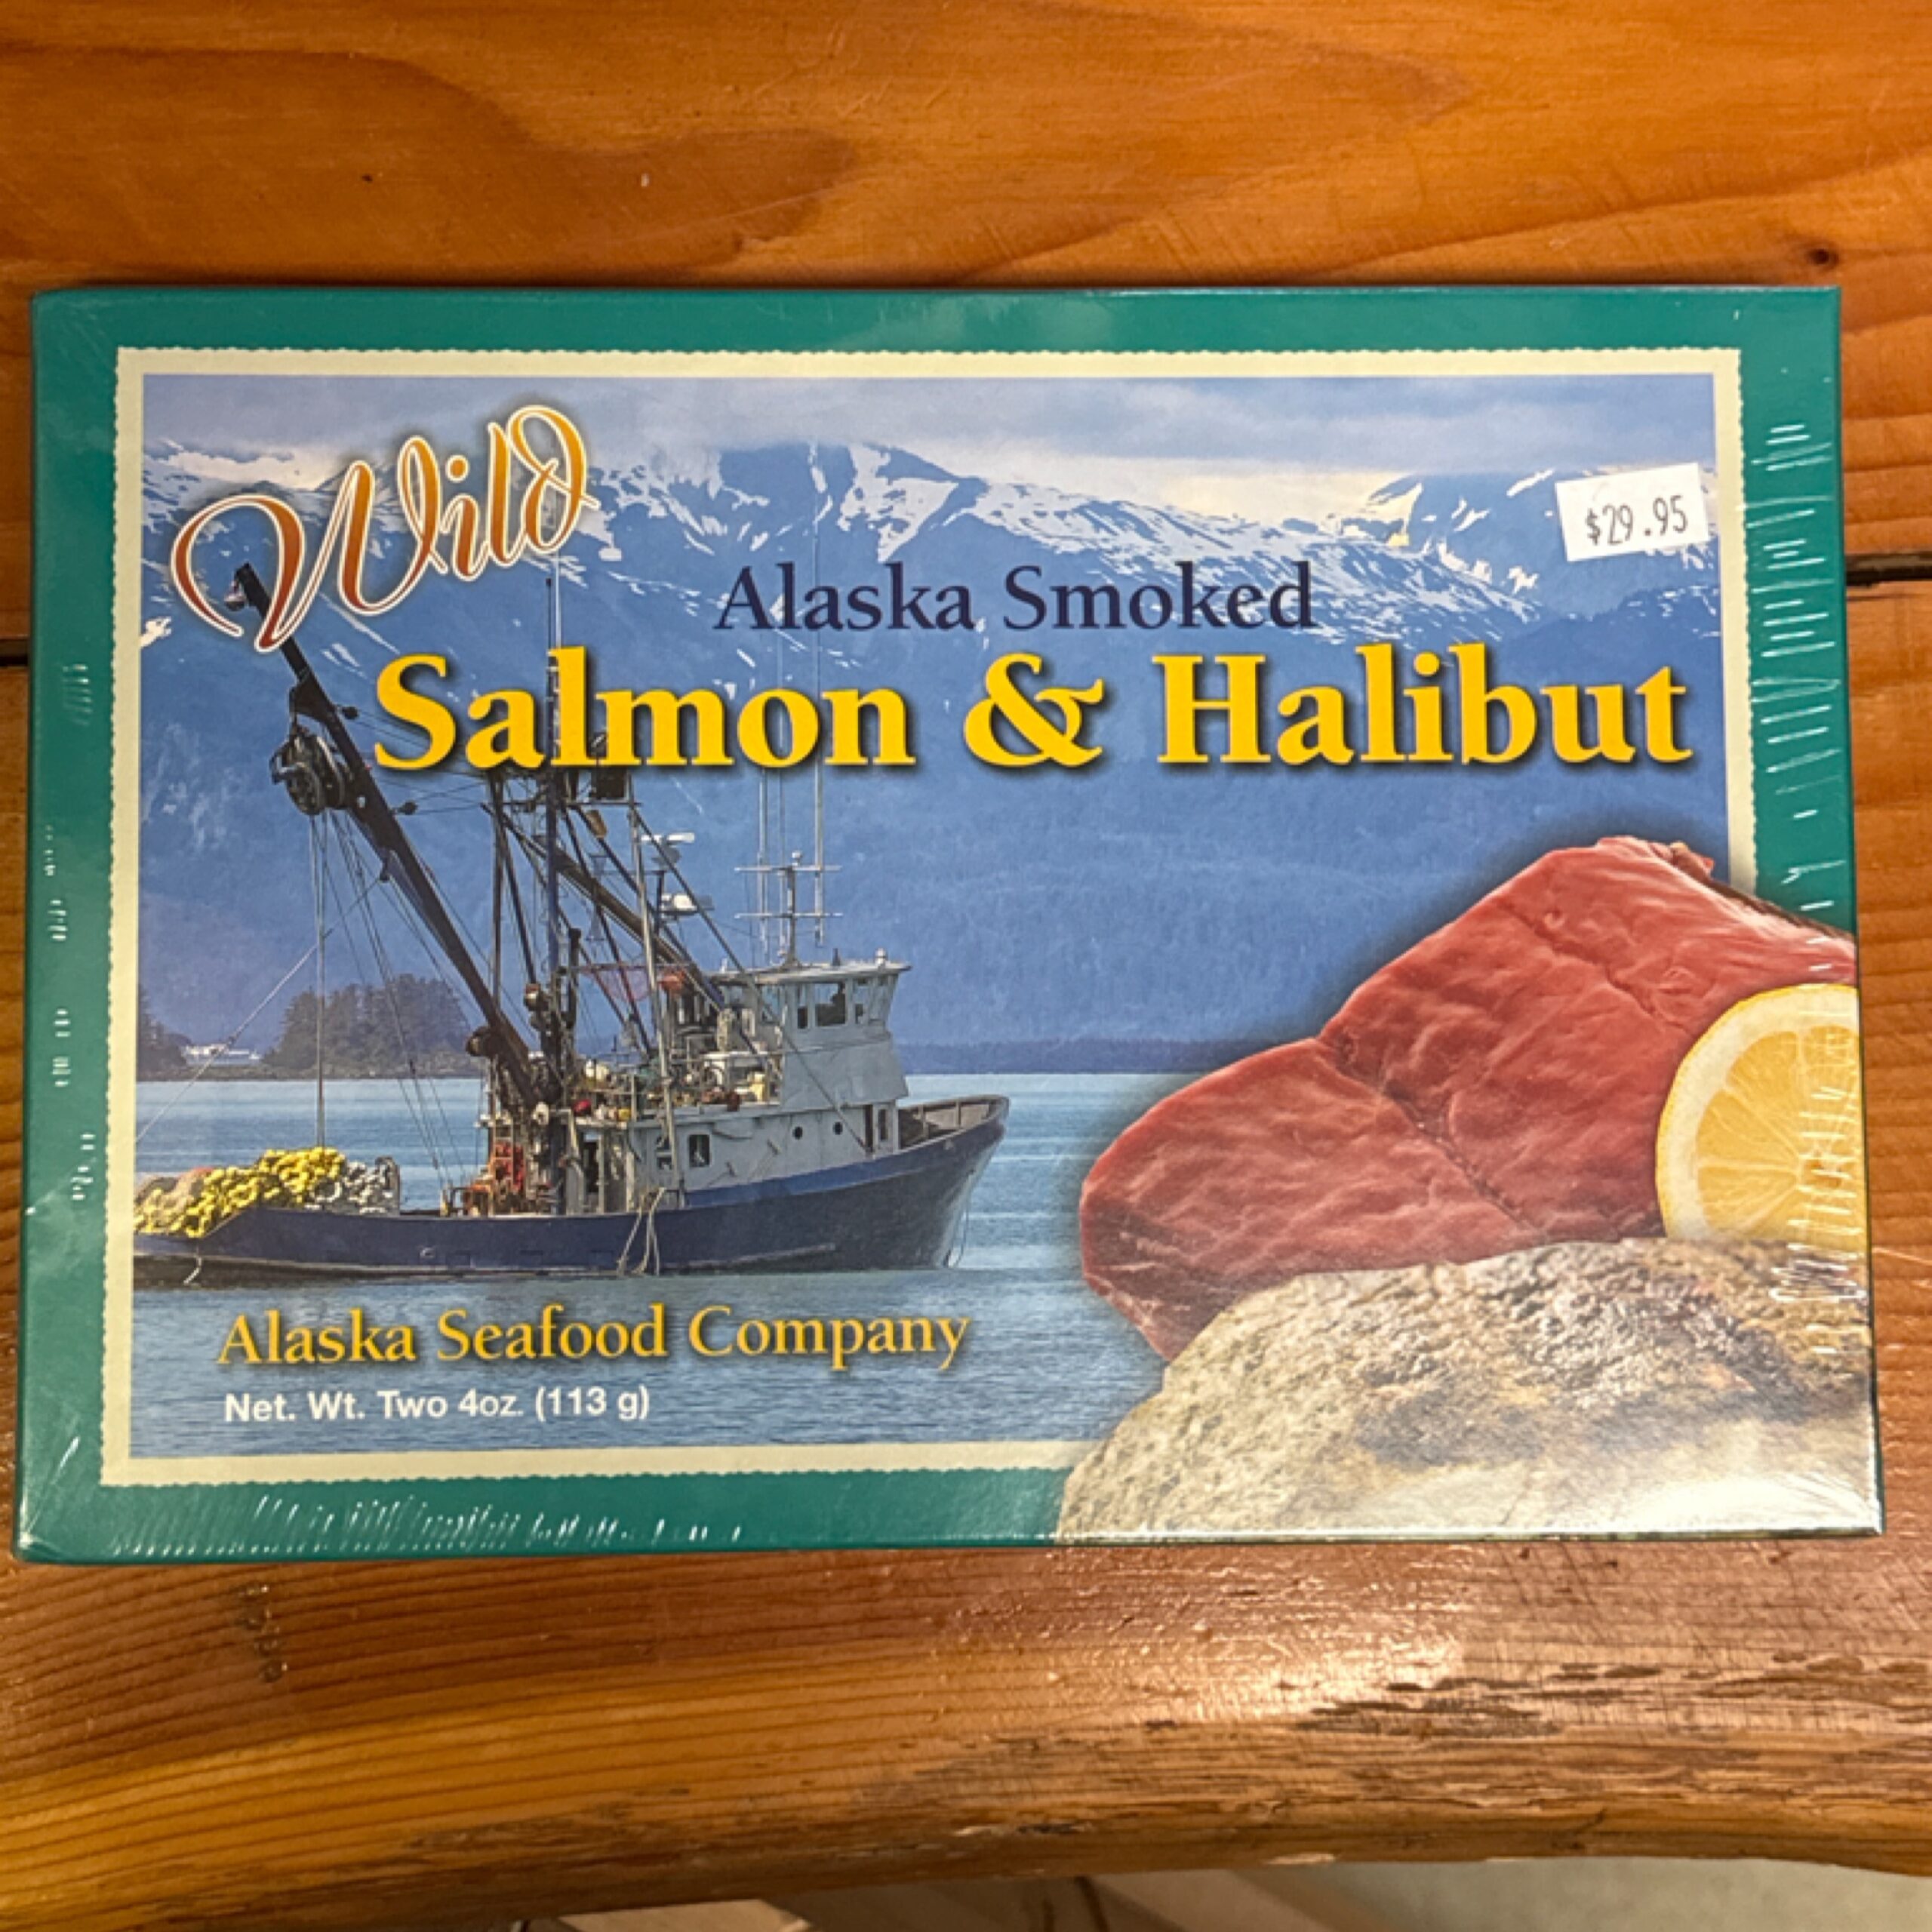 Wild
$29.95
Alaska Smoked
Salmon & Halibut
Alaska Seafood Company
Net. Wt. Two 4oz. (113 g)